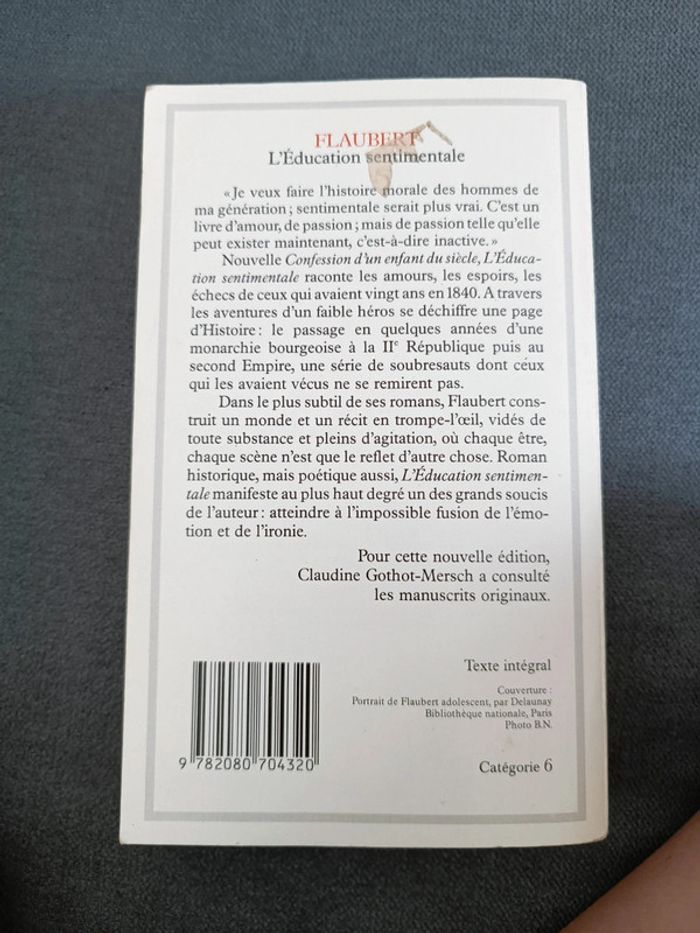 FLAUBERT
L'Éducation sentimentale
« Je veux faire l'histoire morale des hommes de
ma génération ; sentimentale serait plus vrai. C'est un
livre d'amour, de passion ; mais de passion telle qu'elle
peut exister maintenant, c'est-à-dire inactive. »
Nouvelle Confession d'un enfant du siècle, L'Éduca-
tion sentimentale raconte les amours, les espoirs, les
échecs de ceux qui avaient vingt ans en 1840. A travers
les aventures d'un faible héros se déchiffre une page
d'Histoire : le passage en quelques années d'une
monarchie bourgeoise à la IIe République puis au
second Empire, une série de soubresauts dont ceux
qui les avaient vécus ne se remirent pas.
Dans le plus subtil de ses romans, Flaubert cons-
truit un monde et un récit en trompe-l'œil, vidés de
toute substance et pleins d'agitation, où chaque être,
chaque scène n'est que le reflet d'autre chose. Roman
historique, mais poétique aussi, L'Éducation sentimen-
tale manifeste au plus haut degré un des grands soucis
de l'auteur : atteindre à l'impossible fusion de l'émo-
tion et de l'ironie.
Pour cette nouvelle édition,
Claudine Gothot-Mersch a consulté
les manuscrits originaux.
Texte intégral
Couverture :
Portrait de Flaubert adolescent, par Delaunay
Bibliothèque nationale, Paris
Photo B.N.
9 782080 704320
Catégorie 6